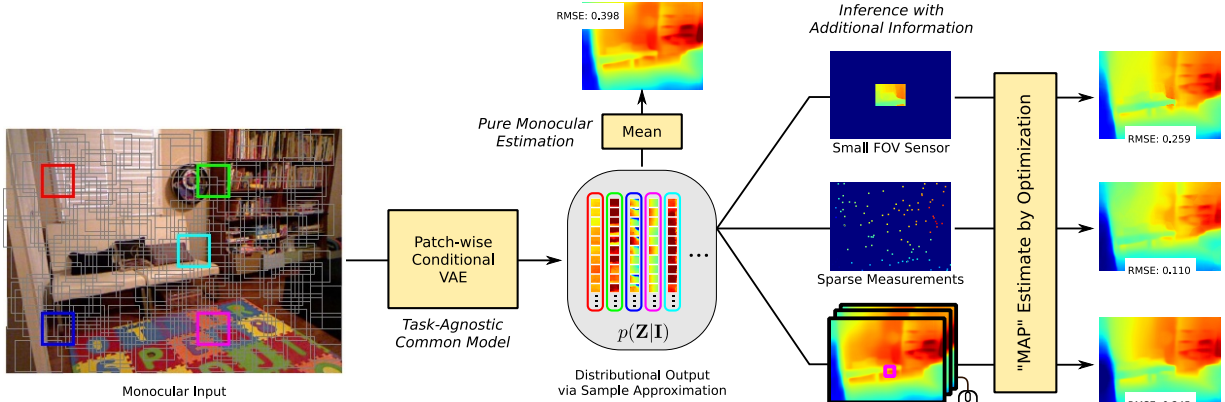 RMSE: 0.398
Inference with
Additional Information
Pure Monocular
Estimation
Mean
Small FOV Sensor
RMSE: 0.259
Patch-wise
Conditional
VAE
Task-Agnostic
Common Model
p(Z|I)
Distributional Output
via Sample Approximation
Sparse Measurements
RMSE: 0.110
"MAP" Estimate by Optimization
Monocular Input